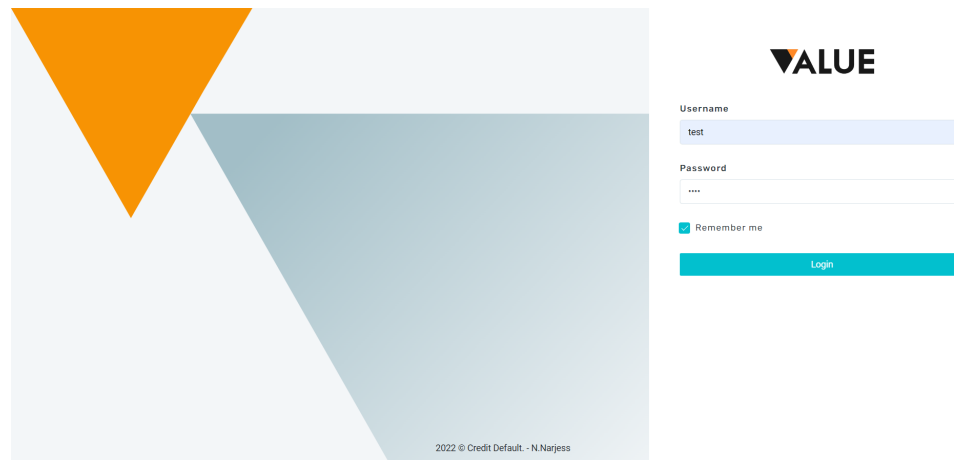 VALUE
Username
test
Password
••••
Remember me
Login
2022 © Credit Default. - N.Narjess